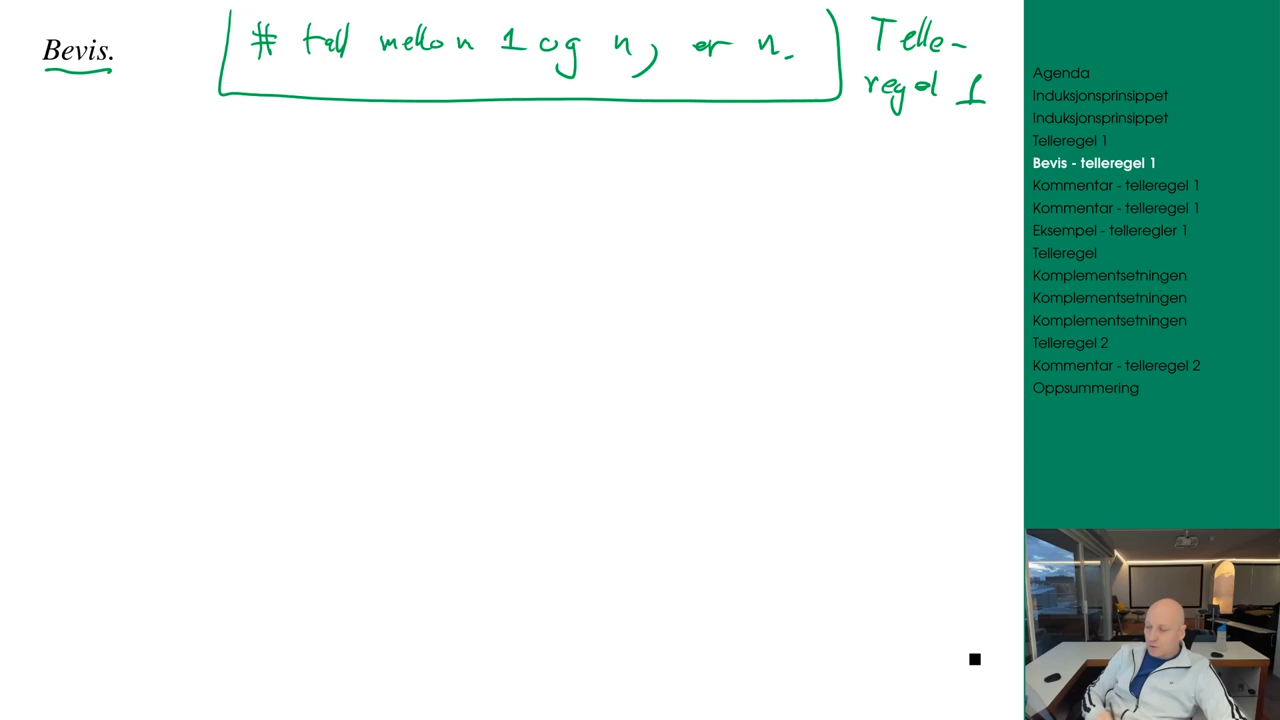 Bevis.
# tall mellom 1 og n, er n.
Telle-
regel 1
Agenda
Induksjonsprinsippet
Induksjonsprinsippet
Telleregel 1
Bevis - telleregel 1
Kommentar - telleregel 1
Kommentar - telleregel 1
Eksempel - telleregler 1
Telleregel
Komplementsetningen
Komplementsetningen
Komplementsetningen
Telleregel 2
Kommentar - telleregel 2
Oppsummering